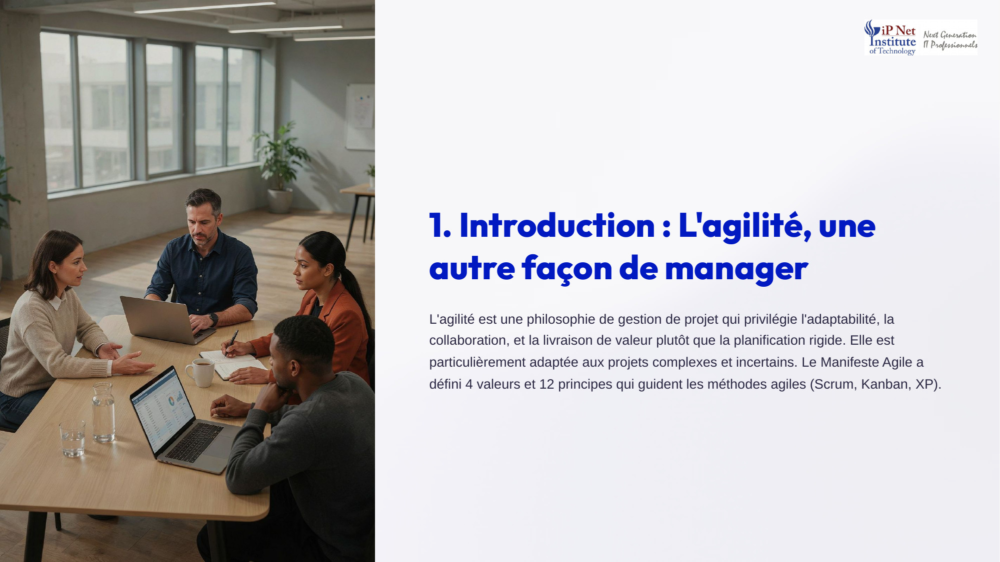 iP Net
Institute
of Technology
Next Generation
IT Professionnels
1. Introduction : L'agilité, une
autre façon de manager
L'agilité est une philosophie de gestion de projet qui privilégie l'adaptabilité, la
collaboration, et la livraison de valeur plutôt que la planification rigide. Elle est
particulièrement adaptée aux projets complexes et incertains. Le Manifeste Agile a
défini 4 valeurs et 12 principes qui guident les méthodes agiles (Scrum, Kanban, XP).